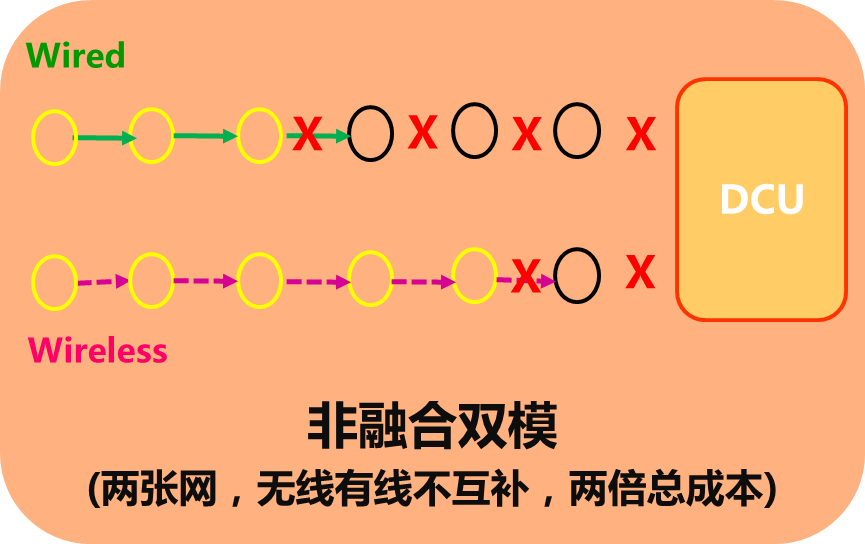 Wired
X X X X
DCU
X X
Wireless
非融合双模
(两张网，无线有线不互补，两倍总成本)